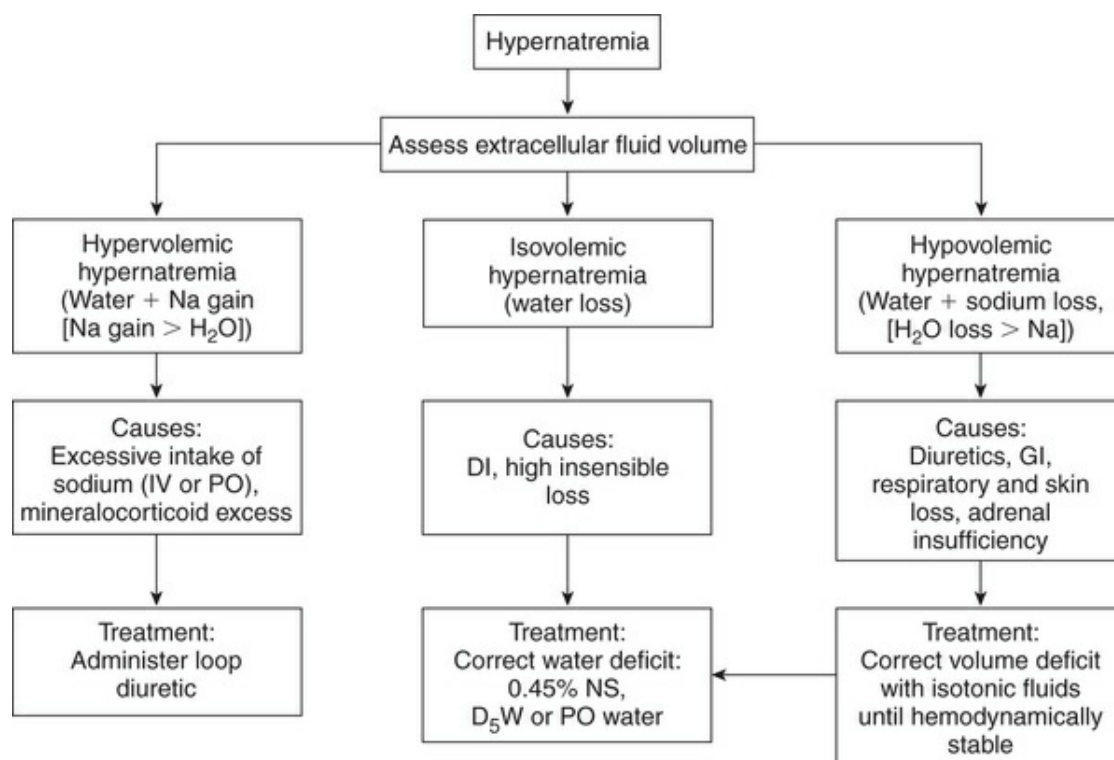 Hypernatremia
Assess extracellular fluid volume
Hypervolemic
hypernatremia
(Water + Na gain
[Na gain > H₂O])
Isovolemic
hypernatremia
(water loss)
Hypovolemic
hypernatremia
(Water + sodium loss,
[H₂O loss > Na])
Causes:
Excessive intake of
sodium (IV or PO),
mineralocorticoid excess
Causes:
DI, high insensible
loss
Causes:
Diuretics, GI,
respiratory and skin
loss, adrenal
insufficiency
Treatment:
Administer loop
diuretic
Treatment:
Correct water deficit:
0.45% NS,
D₅W or PO water
Treatment:
Correct volume deficit
with isotonic fluids
until hemodynamically
stable